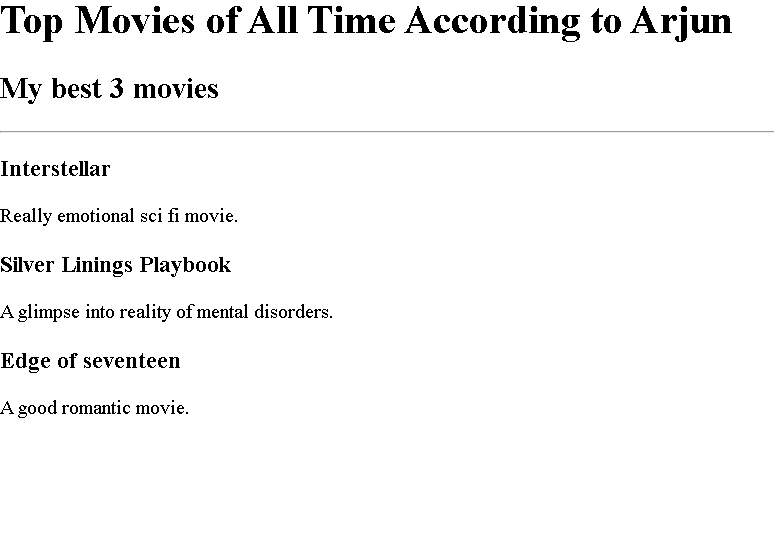 Top Movies of All Time According to Arjun
My best 3 movies
Interstellar
Really emotional sci fi movie.
Silver Linings Playbook
A glimpse into reality of mental disorders.
Edge of seventeen
A good romantic movie.